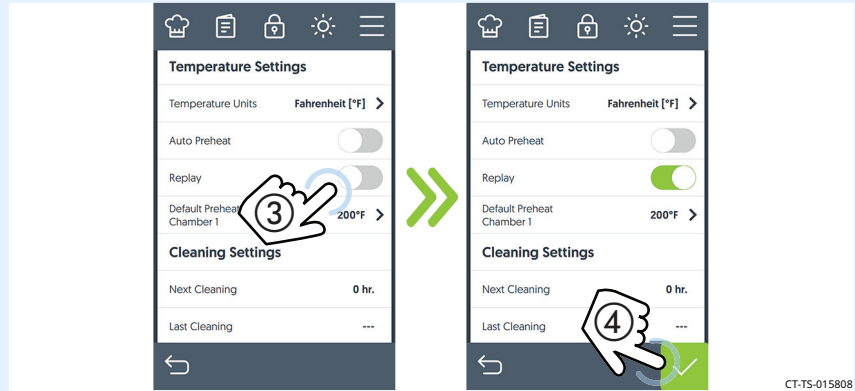 Temperature Settings
Temperature Units Fahrenheit [°F]
Auto Preheat
Replay
Default Preheat
Chamber 1 200°F
Cleaning Settings
Next Cleaning 0 hr.
Last Cleaning ---
3
Temperature Settings
Temperature Units Fahrenheit [°F]
Auto Preheat
Replay
Default Preheat
Chamber 1 200°F
Cleaning Settings
Next Cleaning 0 hr.
Last Cleaning ---
4
CT-TS-015808